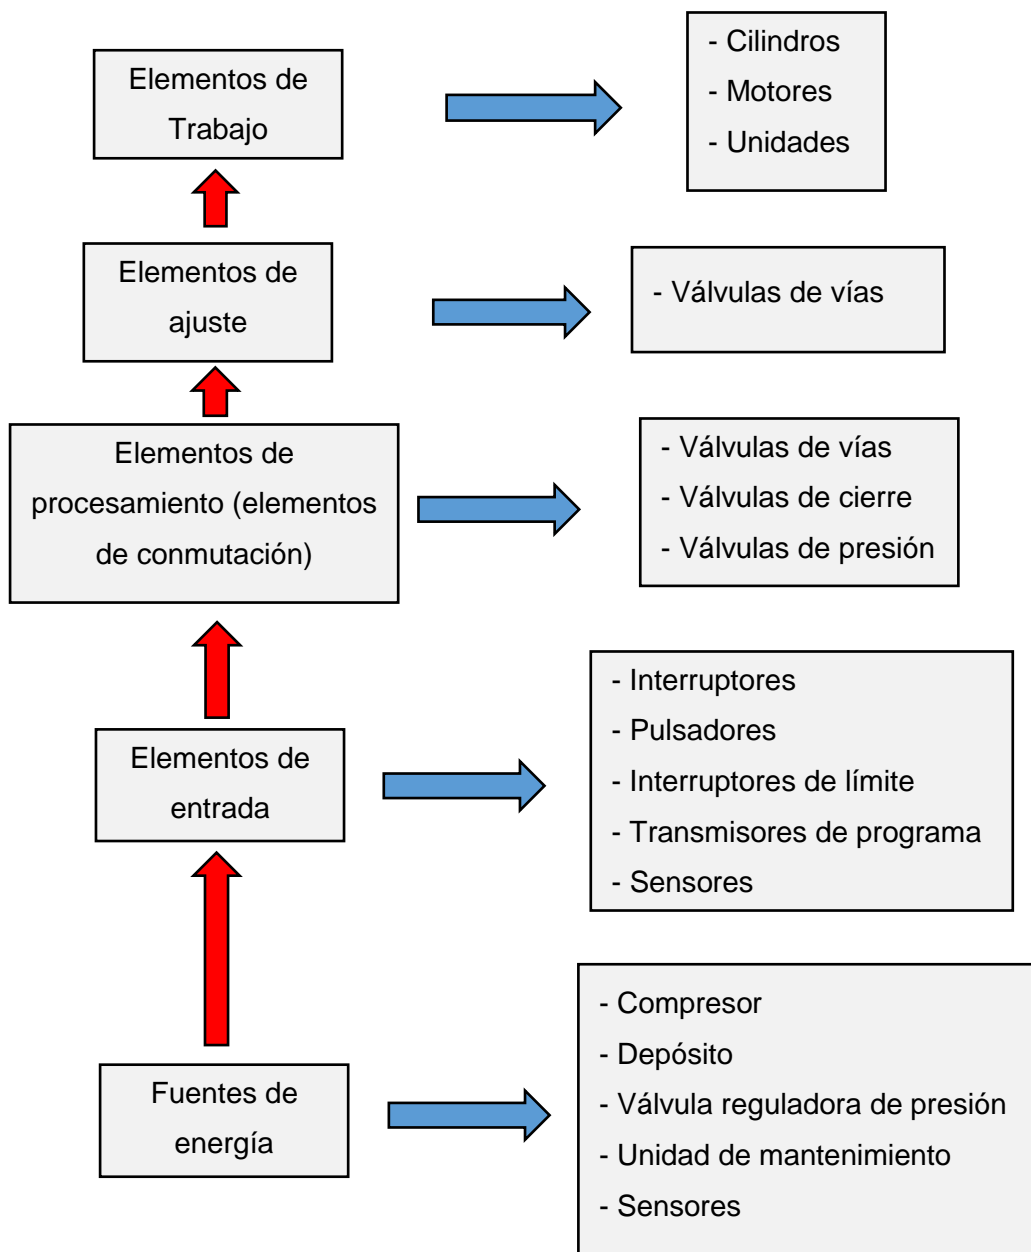 Elementos de
Trabajo
- Cilindros
- Motores
- Unidades
Elementos de
ajuste
- Válvulas de vías
Elementos de
procesamiento (elementos
de conmutación)
- Válvulas de vías
- Válvulas de cierre
- Válvulas de presión
Elementos de
entrada
- Interruptores
- Pulsadores
- Interruptores de límite
- Transmisores de programa
- Sensores
Fuentes de
energía
- Compresor
- Depósito
- Válvula reguladora de presión
- Unidad de mantenimiento
- Sensores